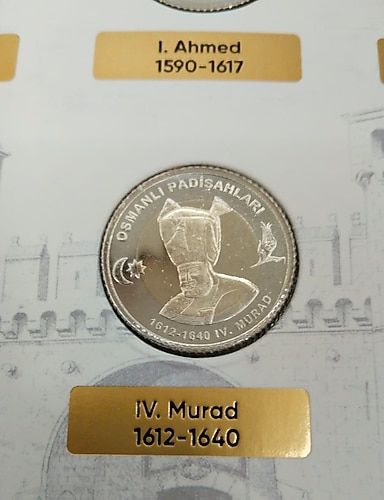 I. Ahmed
1590-1617
OSMANLI PADİŞAHLARI
1612-1640 IV. MURAD
IV. Murad
1612-1640